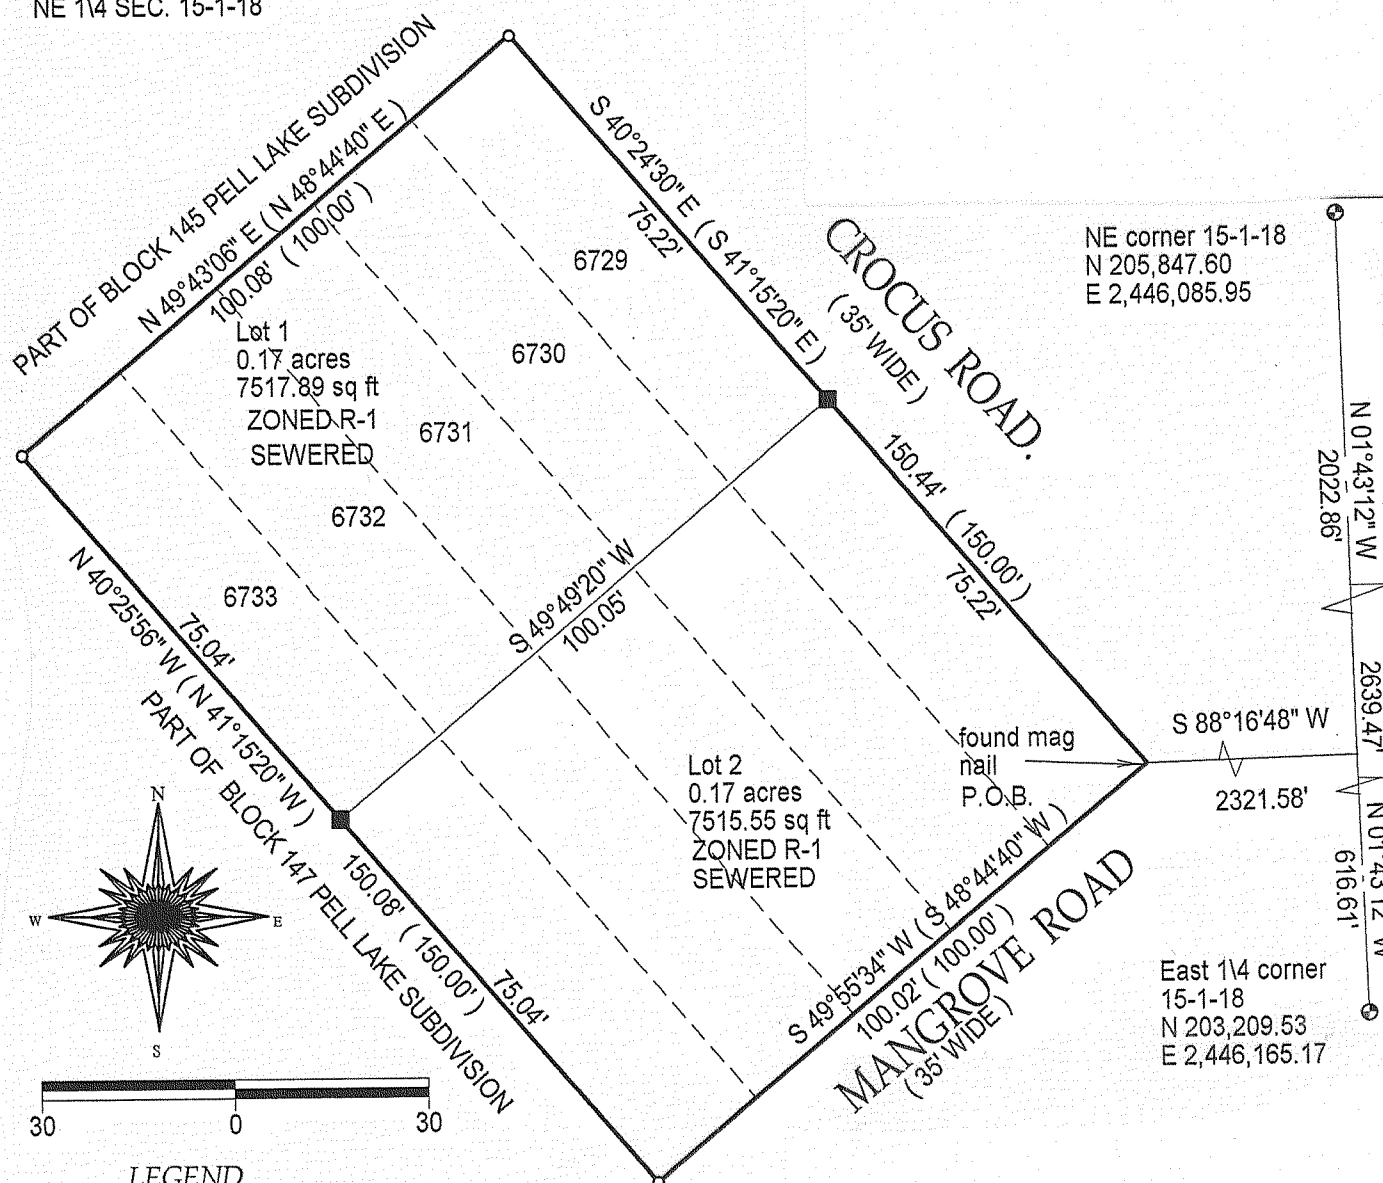 NE 1\4 SEC. 15-1-18
PART OF BLOCK 145 PELL LAKE SUBDIVISION
N 49°43'06" E ( N 48°44'40" E )
100.08' ( 100.00' )
S 40°24'30" E ( S 41°15'20" E )
75.22'
CROCUS ROAD.
( 35' WIDE )
NE corner 15-1-18
N 205,847.60
E 2,446,085.95
6729
6730
6731
6732
6733
Lot 1
0.17 acres
7517.89 sq ft
ZONED R-1
SEWERED
150.44' ( 150.00' )
75.22'
N 01°43'12" W
2022.86'
2639.47'
N 01°43'12" W
616.61'
S 49°49'20" W
100.05'
N 40°25'56" W ( N 41°15'20" W )
75.04'
PART OF BLOCK 147 PELL LAKE SUBDIVISION
150.08' ( 150.00' )
75.04'
found mag
nail
P.O.B.
S 88°16'48" W
2321.58'
Lot 2
0.17 acres
7515.55 sq ft
ZONED R-1
SEWERED
S 49°55'34" W ( S 48°44'40" W )
100.02' ( 100.00' )
MANGROVE ROAD
( 35' WIDE )
East 1\4 corner
15-1-18
N 203,209.53
E 2,446,165.17
N
W
E
S
30 0 30
LEGEND